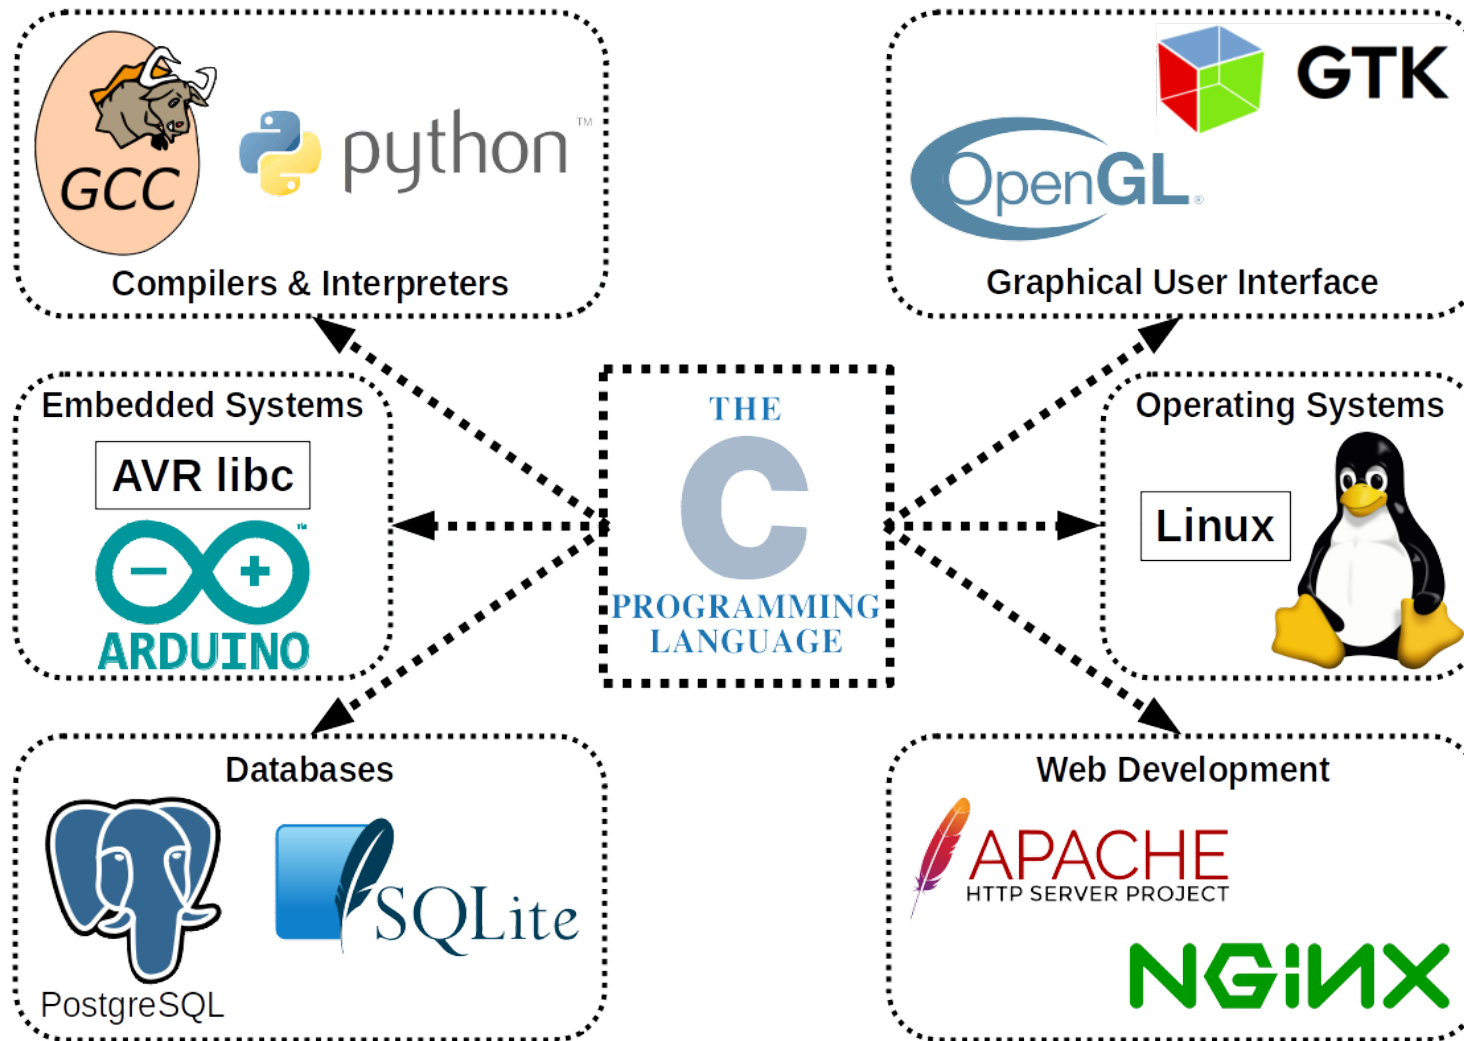 GCC
python™
Compilers & Interpreters
GTK
OpenGL®
Graphical User Interface
Embedded Systems
AVR libc
™
ARDUINO
THE
C
PROGRAMMING
LANGUAGE
Operating Systems
Linux
Databases
PostgreSQL
SQLite
Web Development
APACHE
HTTP SERVER PROJECT
NGiNX